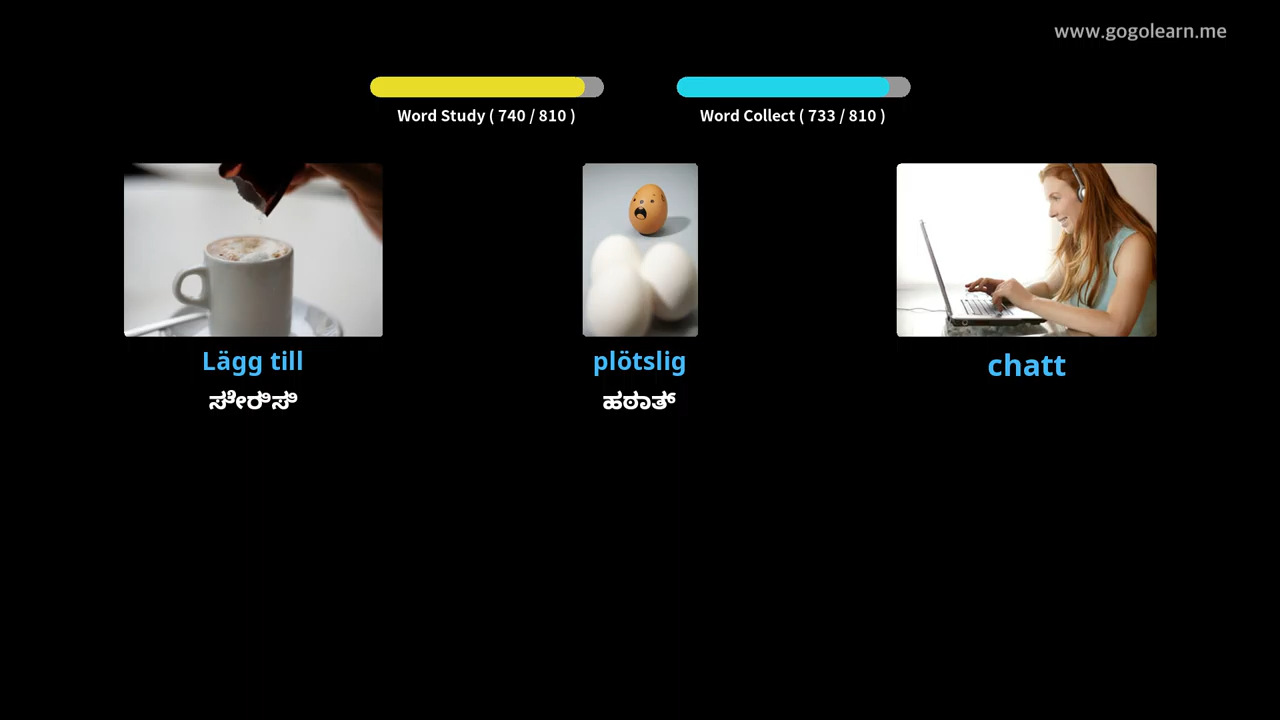 www.gogolearn.me
Word Study ( 740 / 810 )
Word Collect ( 733 / 810 )
Lägg till
plötslig
chatt
ಸೇರಿಸಿ
ಹಠಾತ್